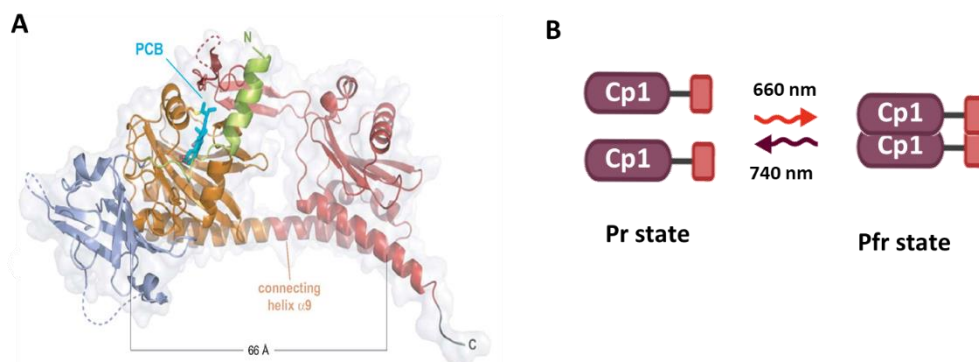 A
PCB
N
connecting
helix α9
66 Å
C
B
Cp1
Cp1
Pr state
660 nm
740 nm
Cp1
Cp1
Pfr state